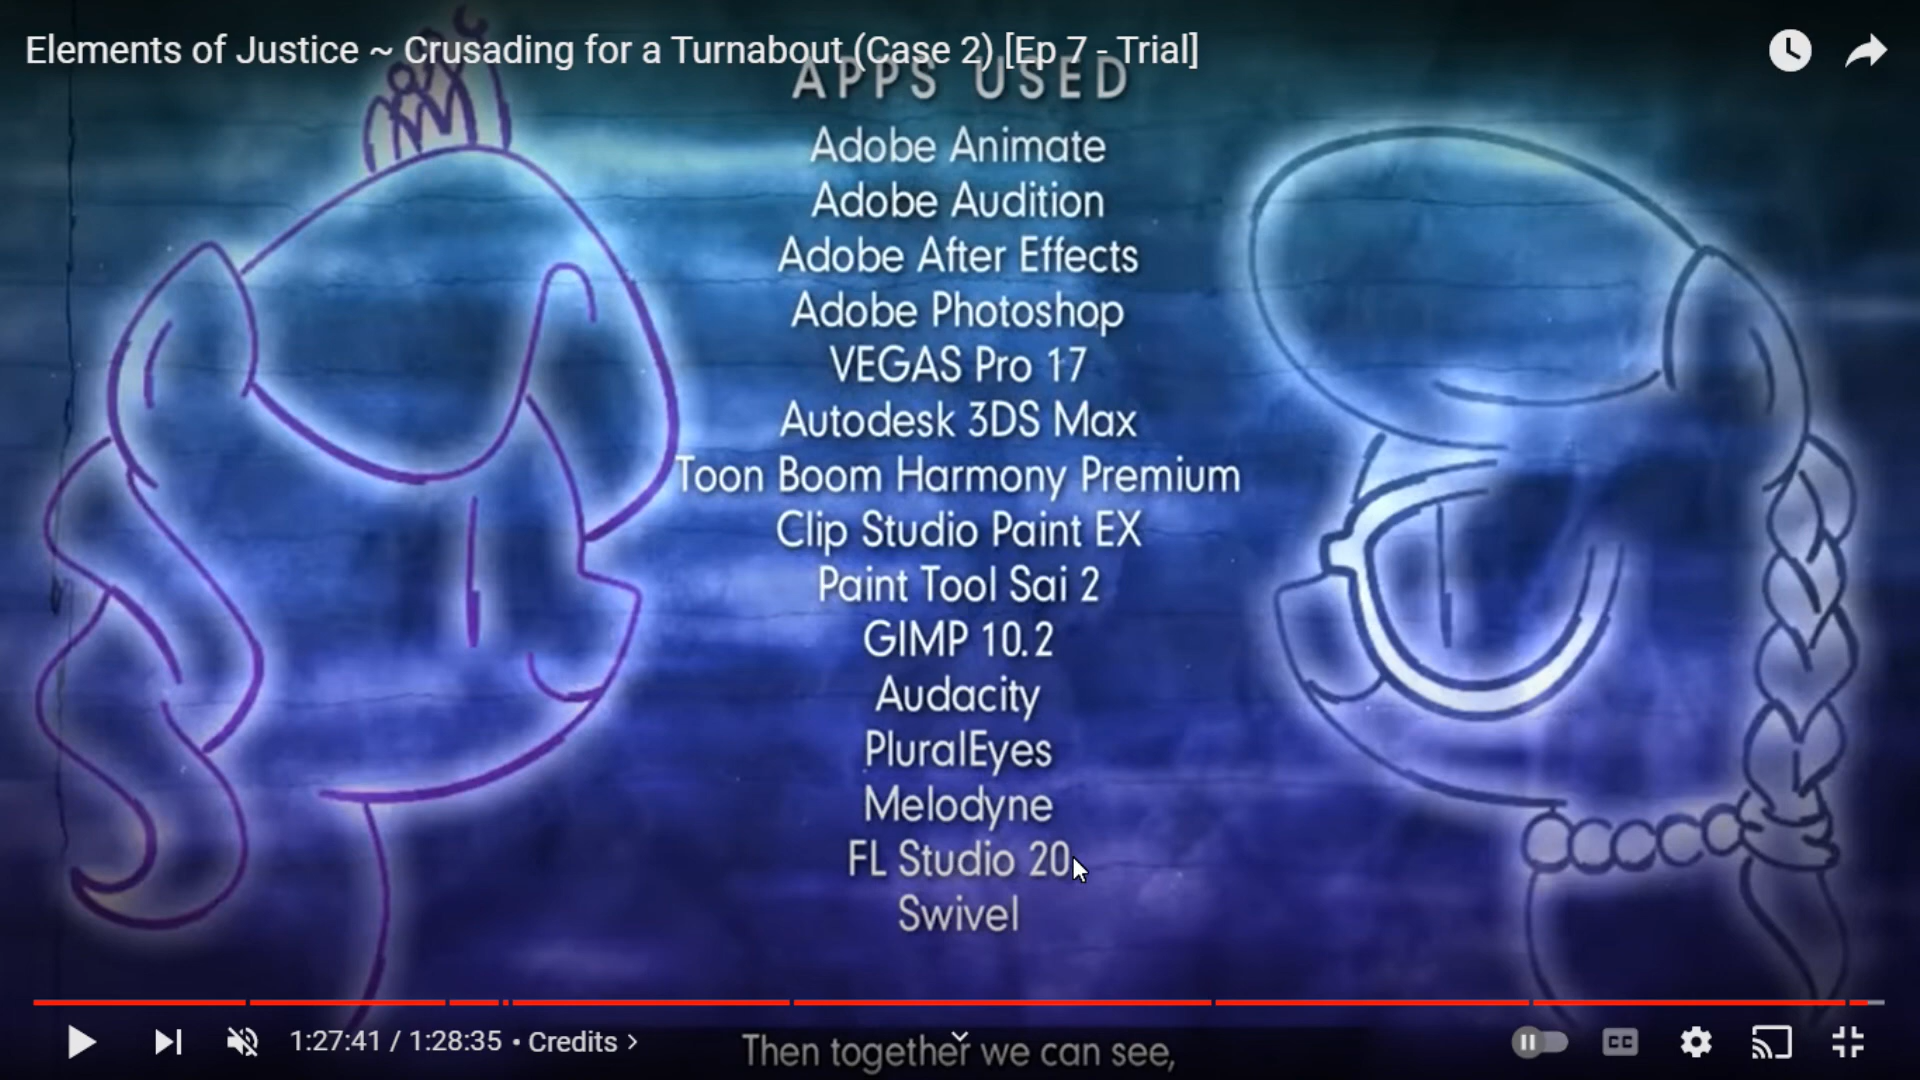 Elements of Justice ~ Crusading for a Turnabout (Case 2) [Ep 7 - Trial]
APPS USED
Adobe Animate
Adobe Audition
Adobe After Effects
Adobe Photoshop
VEGAS Pro 17
Autodesk 3DS Max
Toon Boom Harmony Premium
Clip Studio Paint EX
Paint Tool Sai 2
GIMP 10.2
Audacity
PluralEyes
Melodyne
FL Studio 20
Swivel
1:27:41 / 1:28:35 • Credits >
Then together we can see,
CC